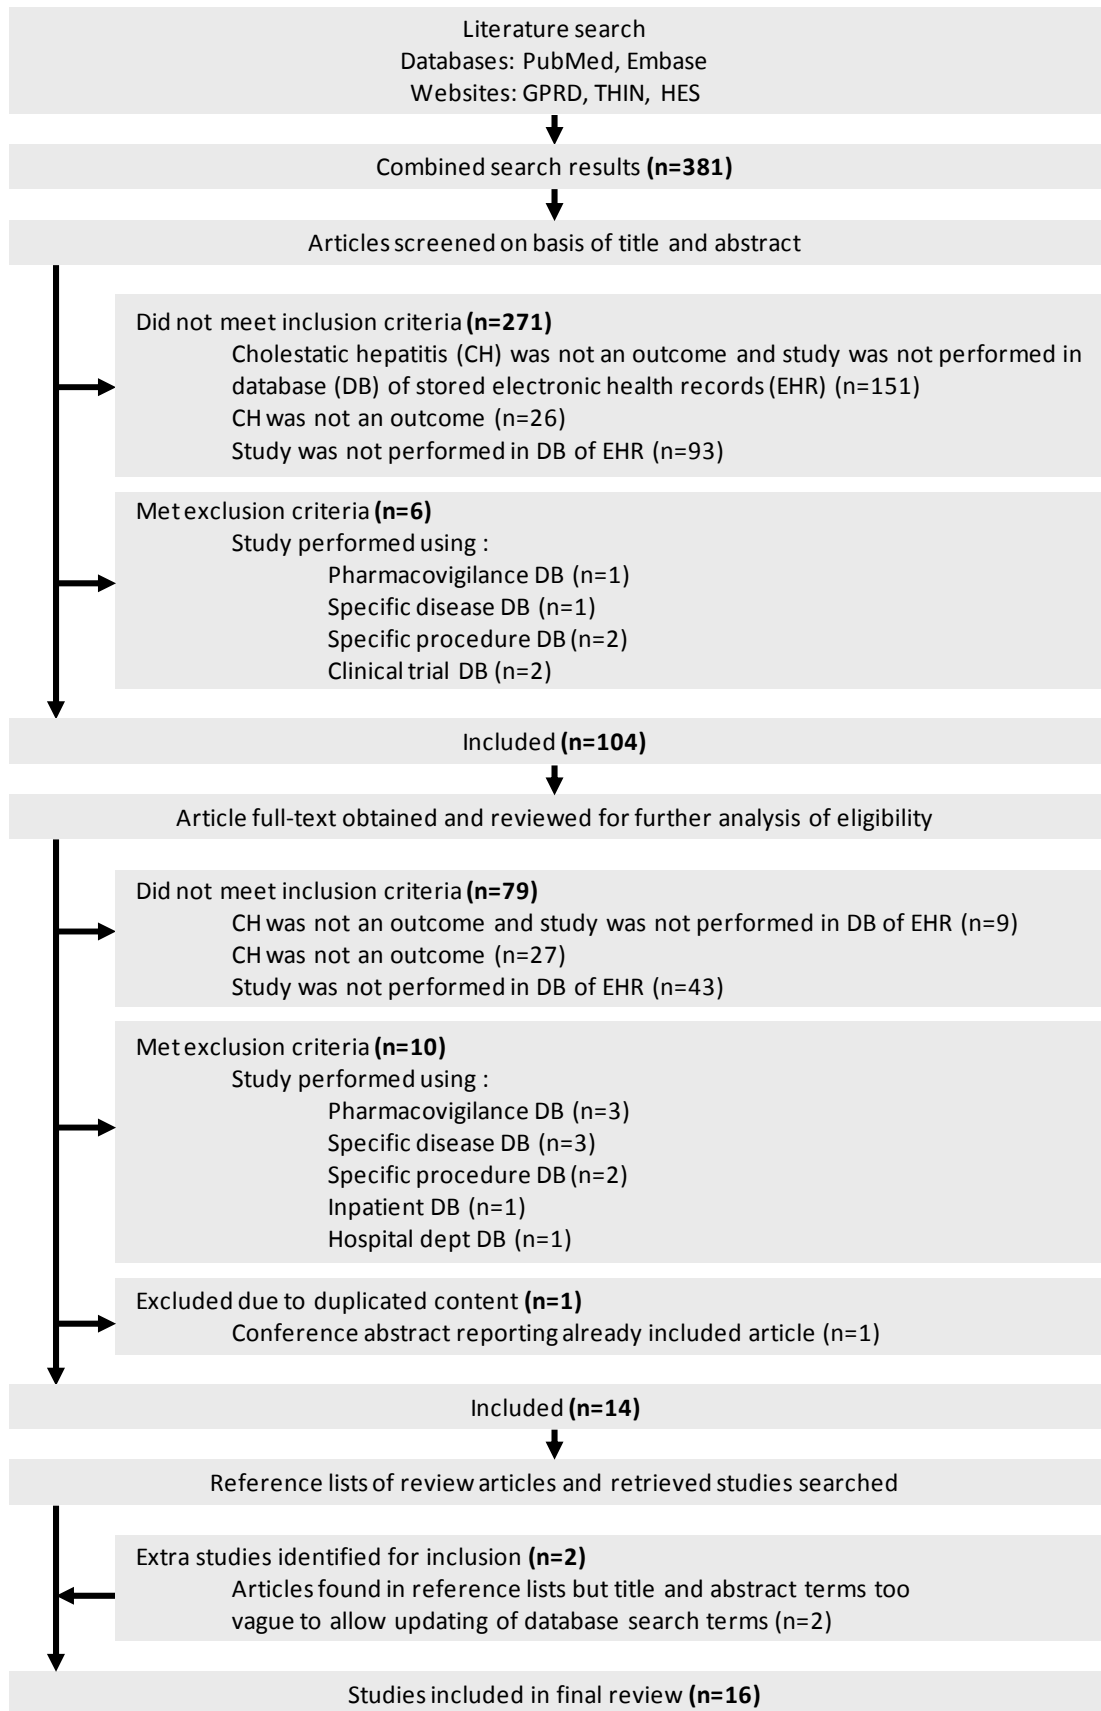 Literature search
Databases: PubMed, Embase
Websites: GPRD, THIN, HES
Combined search results (n=381)
Articles screened on basis of title and abstract
Did not meet inclusion criteria (n=271)
Cholestatic hepatitis (CH) was not an outcome and study was not performed in
database (DB) of stored electronic health records (EHR) (n=151)
CH was not an outcome (n=26)
Study was not performed in DB of EHR (n=93)
Met exclusion criteria (n=6)
Study performed using :
Pharmacovigilance DB (n=1)
Specific disease DB (n=1)
Specific procedure DB (n=2)
Clinical trial DB (n=2)
Included (n=104)
Article full-text obtained and reviewed for further analysis of eligibility
Did not meet inclusion criteria (n=79)
CH was not an outcome and study was not performed in DB of EHR (n=9)
CH was not an outcome (n=27)
Study was not performed in DB of EHR (n=43)
Met exclusion criteria (n=10)
Study performed using :
Pharmacovigilance DB (n=3)
Specific disease DB (n=3)
Specific procedure DB (n=2)
Inpatient DB (n=1)
Hospital dept DB (n=1)
Excluded due to duplicated content (n=1)
Conference abstract reporting already included article (n=1)
Included (n=14)
Reference lists of review articles and retrieved studies searched
Extra studies identified for inclusion (n=2)
Articles found in reference lists but title and abstract terms too
vague to allow updating of database search terms (n=2)
Studies included in final review (n=16)